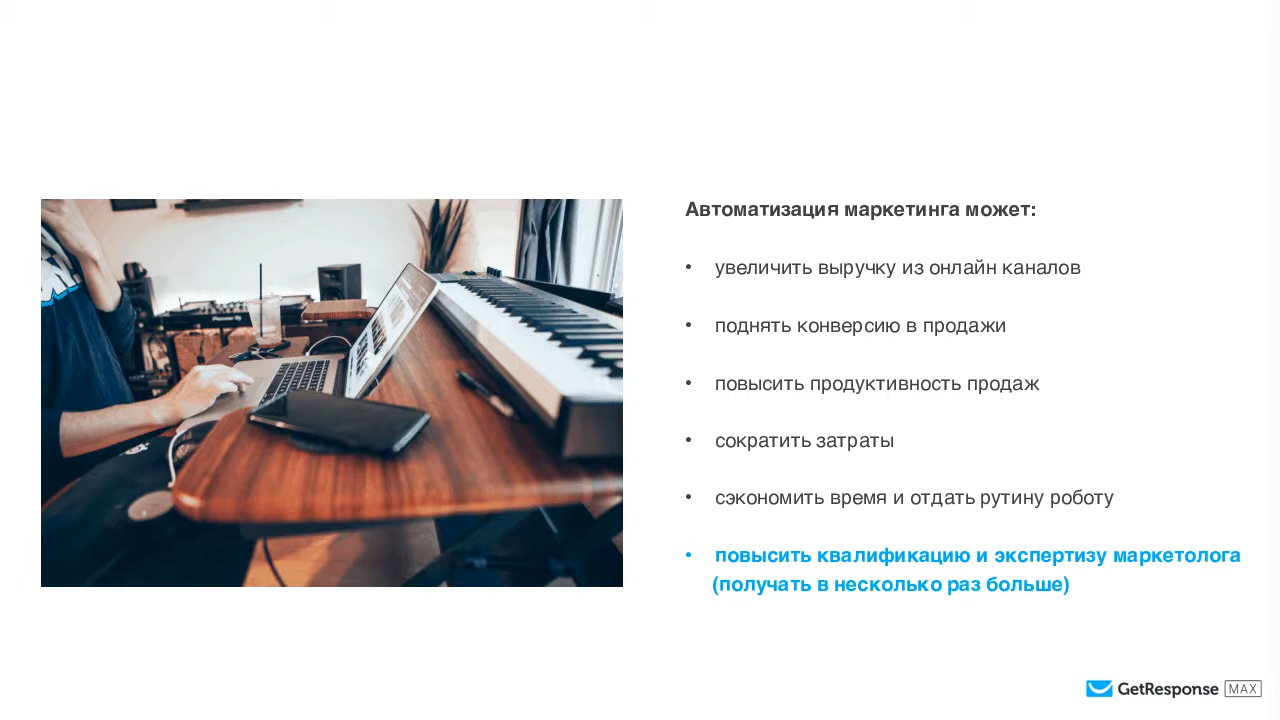 Автоматизация маркетинга может:
• увеличить выручку из онлайн каналов
• поднять конверсию в продажи
• повысить продуктивность продаж
• сократить затраты
• сэкономить время и отдать рутину роботу
• повысить квалификацию и экспертизу маркетолога
(получать в несколько раз больше)
GetResponse MAX